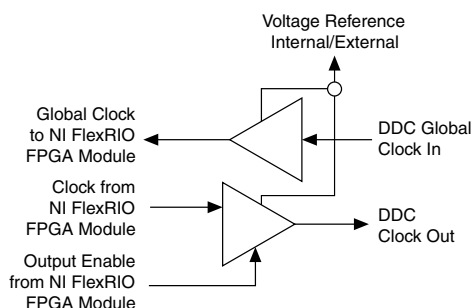 Voltage Reference
Internal/External
Global Clock
to NI FlexRIO
FPGA Module
DDC Global
Clock In
Clock from
NI FlexRIO
FPGA Module
DDC
Clock Out
Output Enable
from NI FlexRIO
FPGA Module